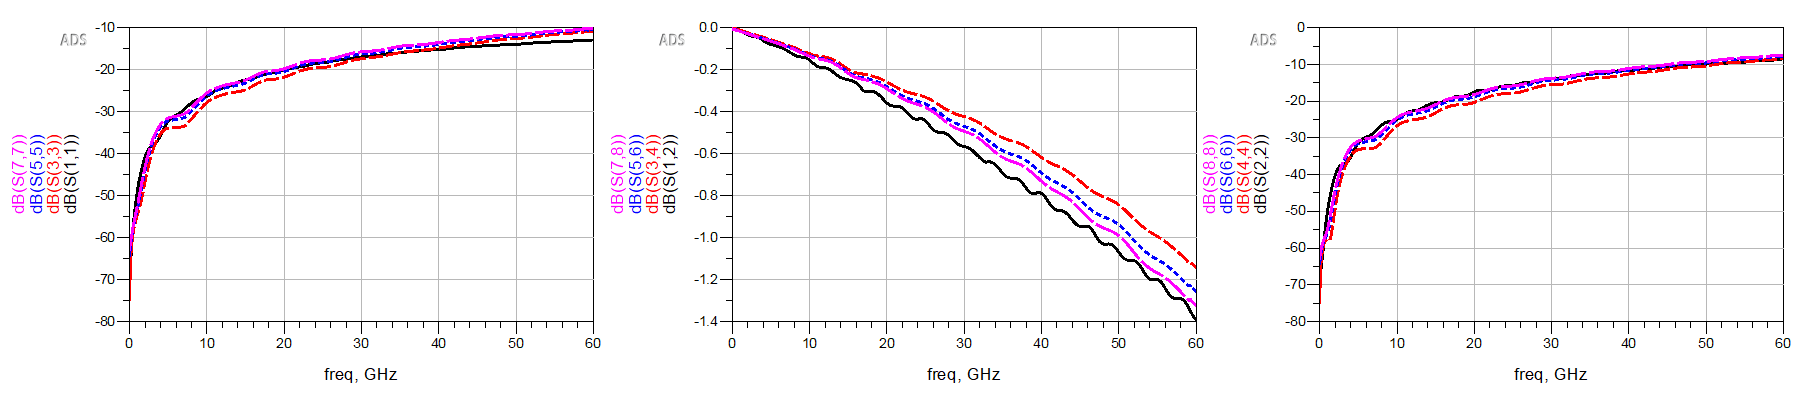 ADS
dB(S(7,7))
dB(S(5,5))
dB(S(3,3))
dB(S(1,1))
-10
-20
-30
-40
-50
-60
-70
-80
0 10 20 30 40 50 60
freq, GHz
ADS
dB(S(7,8))
dB(S(5,6))
dB(S(3,4))
dB(S(1,2))
0.0
-0.2
-0.4
-0.6
-0.8
-1.0
-1.2
-1.4
0 10 20 30 40 50 60
freq, GHz
ADS
dB(S(8,8))
dB(S(6,6))
dB(S(4,4))
dB(S(2,2))
0
-10
-20
-30
-40
-50
-60
-70
-80
0 10 20 30 40 50 60
freq, GHz